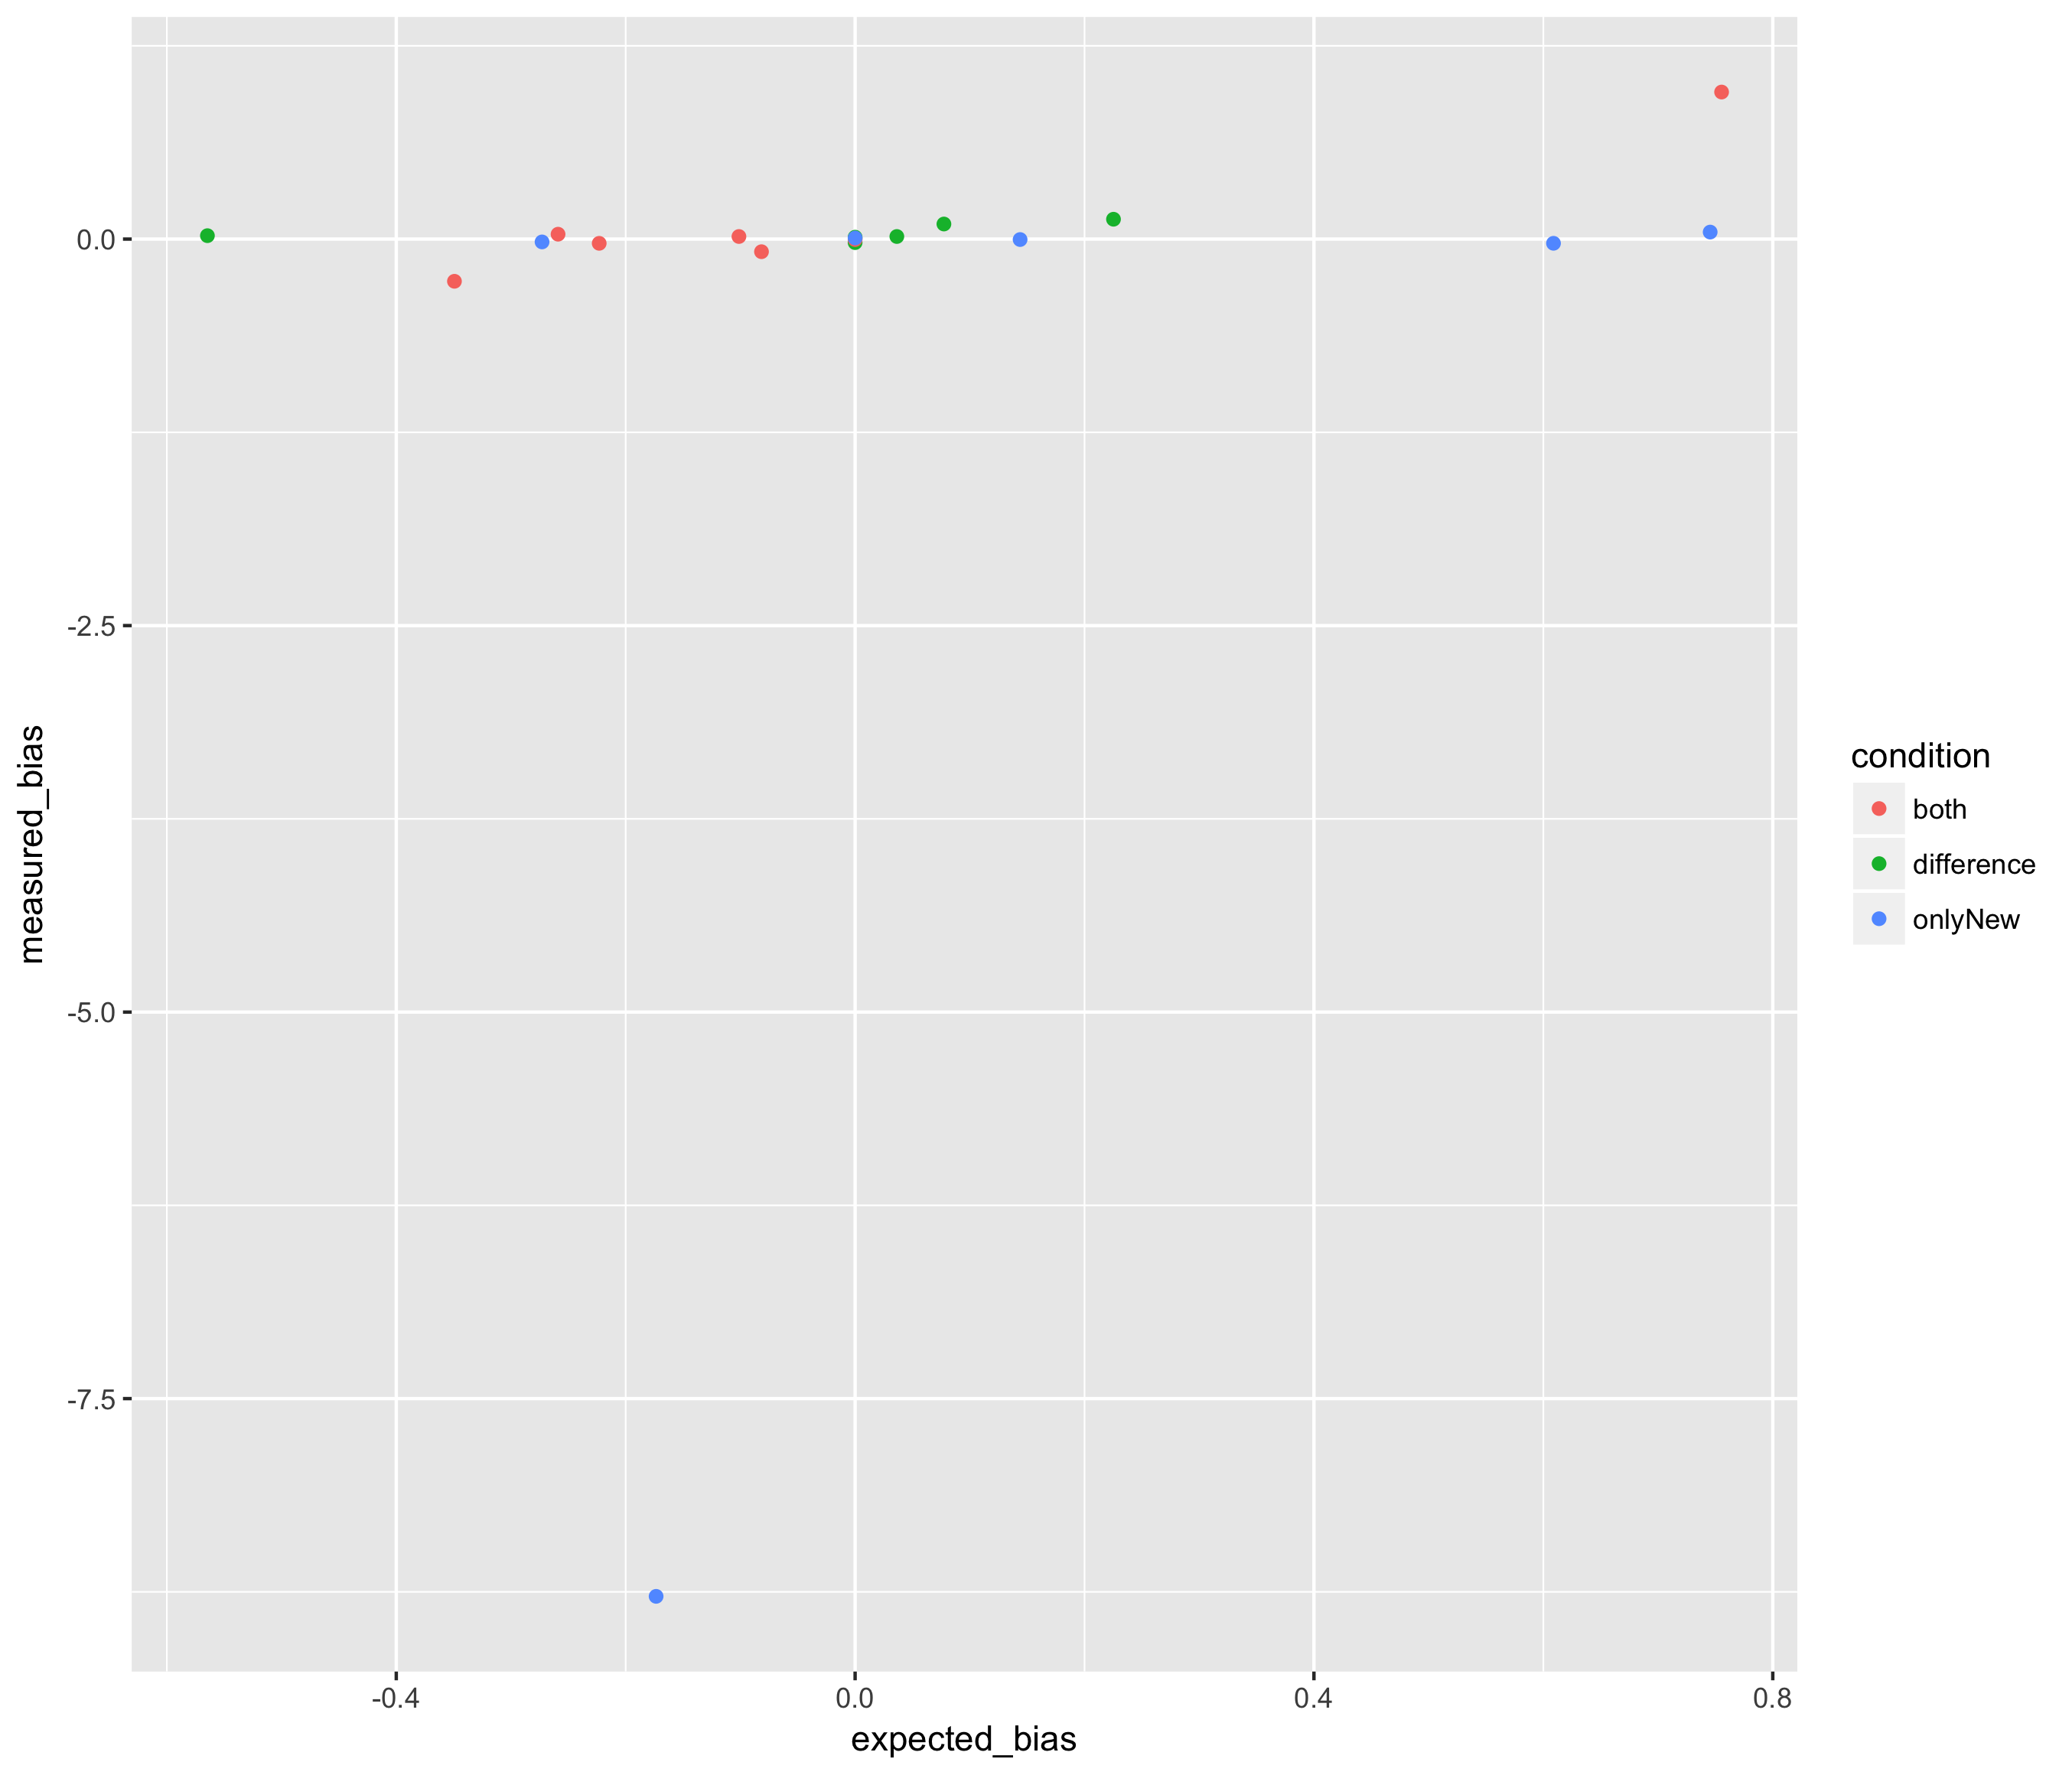 0.0
-2.5
-5.0
-7.5
measured_bias
-0.4
0.0
0.4
0.8
expected_bias
condition
both
difference
onlyNew